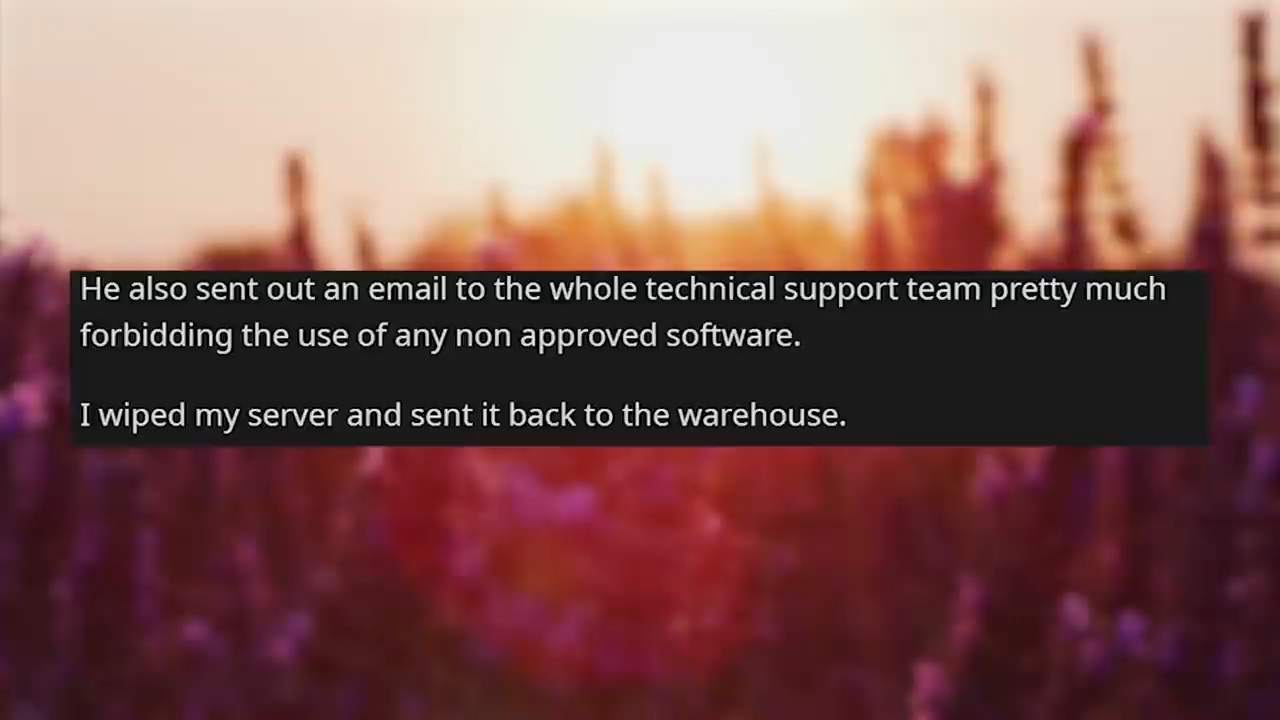 He also sent out an email to the whole technical support team pretty much
forbidding the use of any non approved software.
I wiped my server and sent it back to the warehouse.